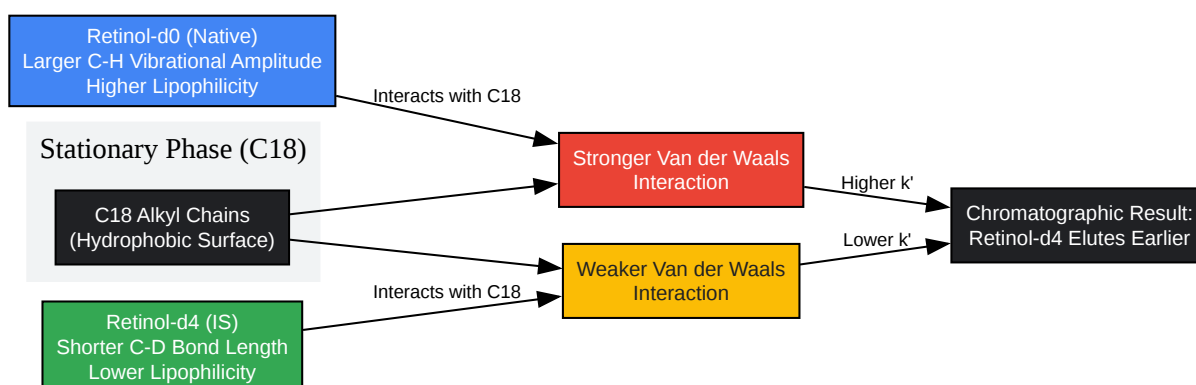 Retinol-d0 (Native)
Larger C-H Vibrational Amplitude
Higher Lipophilicity
Interacts with C18
Stationary Phase (C18)
C18 Alkyl Chains
(Hydrophobic Surface)
Stronger Van der Waals
Interaction
Higher k'
Chromatographic Result:
Retinol-d4 Elutes Earlier
Lower k'
Weaker Van der Waals
Interaction
Interacts with C18
Retinol-d4 (IS)
Shorter C-D Bond Length
Lower Lipophilicity